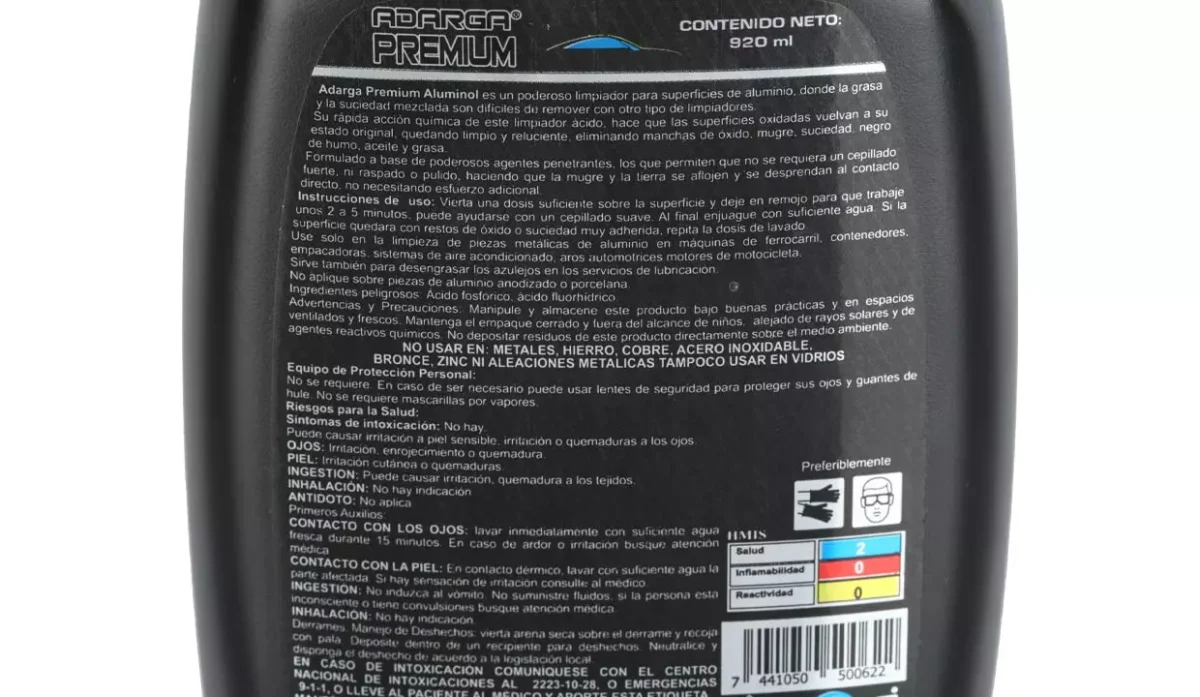 ADARGA®
PREMIUM
CONTENIDO NETO:
920 ml
Adarga Premium Aluminol es un poderoso limpiador para superficies de aluminio, donde la grasa
y la suciedad mezclada son difíciles de remover con otro tipo de limpiadores.
Su rápida acción química de este limpiador ácido, hace que las superficies oxidadas vuelvan a su
estado original, quedando limpio y reluciente, eliminando manchas de óxido, mugre, suciedad, negro
de humo, aceite y grasa.
Formulado a base de poderosos agentes penetrantes, los que permiten que no se requiera un cepillado
fuerte, ni raspado o pulido, haciendo que la mugre y la tierra se aflojen y se desprendan al contacto
directo, no necesitando esfuerzo adicional.
Instrucciones de uso: Vierta una dosis suficiente sobre la superficie y deje en remojo para que trabaje
unos 2 a 5 minutos, puede ayudarse con un cepillado suave. Al final enjuague con suficiente agua. Si la
superficie quedara con restos de óxido o suciedad muy adherida, repita la dosis de lavado.
Use solo en la limpieza de piezas metálicas de aluminio en máquinas de ferrocarril, contenedores,
empacadoras, sistemas de aire acondicionado, aros automotrices motores de motocicleta.
Sirve también para desengrasar los azulejos en los servicios de lubricación.
No aplique sobre piezas de aluminio anodizado o porcelana.
Ingredientes peligrosos: Ácido fosforico, ácido fluorhídrico.
Advertencias y Precauciones: Manipule y almacene este producto bajo buenas prácticas y en espacios
ventilados y frescos. Mantenga el empaque cerrado y fuera del alcance de niños, alejado de rayos solares y de
agentes reactivos químicos. No depositar residuos de este producto directamente sobre el medio ambiente.
NO USAR EN: METALES, HIERRO, COBRE, ACERO INOXIDABLE,
BRONCE, ZINC NI ALEACIONES METALICAS TAMPOCO USAR EN VIDRIOS
Equipo de Protección Personal:
No se requiere. En caso de ser necesario puede usar lentes de seguridad para proteger sus ojos y guantes de
hule. No se requiere mascarillas por vapores.
Riesgos para la Salud:
Síntomas de intoxicación: No hay.
Puede causar irritación a piel sensible, irritación o quemaduras a los ojos.
OJOS: Irritación, enrojecimiento o quemadura.
PIEL: Irritación cutánea o quemaduras.
INGESTION: Puede causar irritación, quemadura a los tejidos.
INHALACIÓN: No hay indicación
ANTIDOTO: No aplica
Primeros Auxilios:
CONTACTO CON LOS OJOS: lavar inmediatamente con suficiente agua
fresca durante 15 minutos. En caso de ardor o irritación busque atención
médica
CONTACTO CON LA PIEL: En contacto dérmico, lavar con suficiente agua la
parte afectada. Si hay sensación de irritación consulte al médico.
INGESTIÓN: No induzca al vómito. No suministre fluidos, si la persona esta
inconsciente o tiene convulsiones busque atención médica.
INHALACIÓN: No hay indicación
Derrames. Manejo de Deshechos: vierta arena seca sobre el derrame y recoja
con pala. Deposite dentro de un recipiente para deshechos. Neutralice y
disponga el deshecho de acuerdo a la legislación local.
EN CASO DE INTOXICACION COMUNIQUESE CON EL CENTRO
NACIONAL DE INTOXICACIONES AL 2223-10-28, O EMERGENCIAS
9-1-1, O LLEVE AL PACIENTE AL MÉDICO Y APORTE ESTA ETIQUETA.
Preferiblemente
HMIS
Salud 2
Inflamabilidad 0
Reactividad 0
7 441050 500622